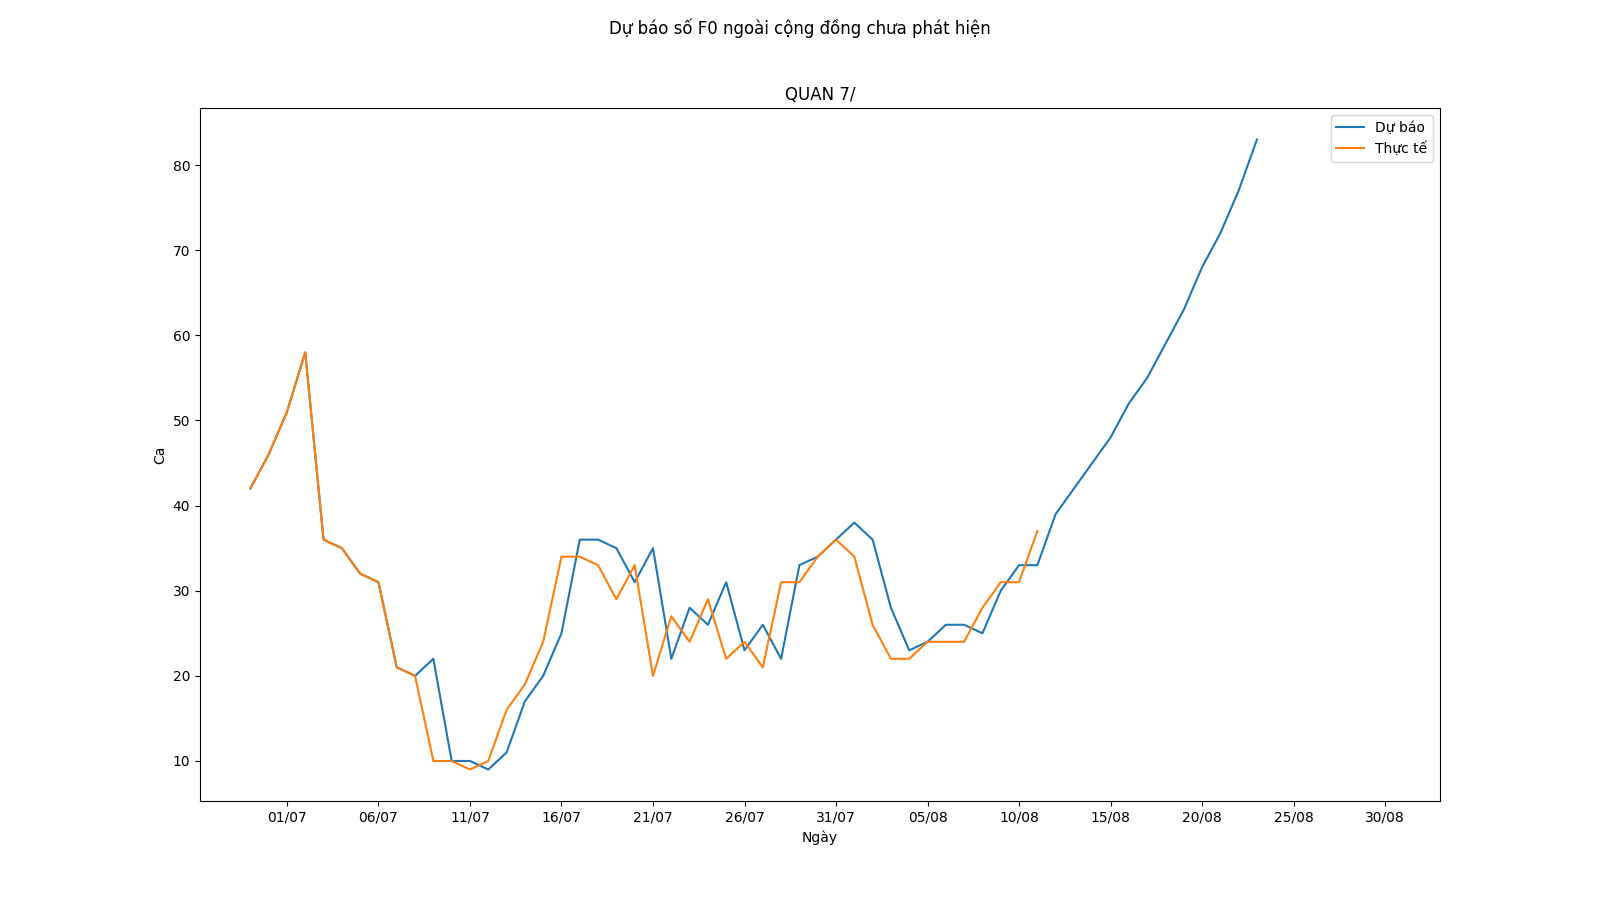 Dự báo số F0 ngoài cộng đồng chưa phát hiện
QUAN 7/
Dự báo
Thực tế
80
70
60
50
40
30
20
10
Ca
01/07 06/07 11/07 16/07 21/07 26/07 31/07 05/08 10/08 15/08 20/08 25/08 30/08
Ngày